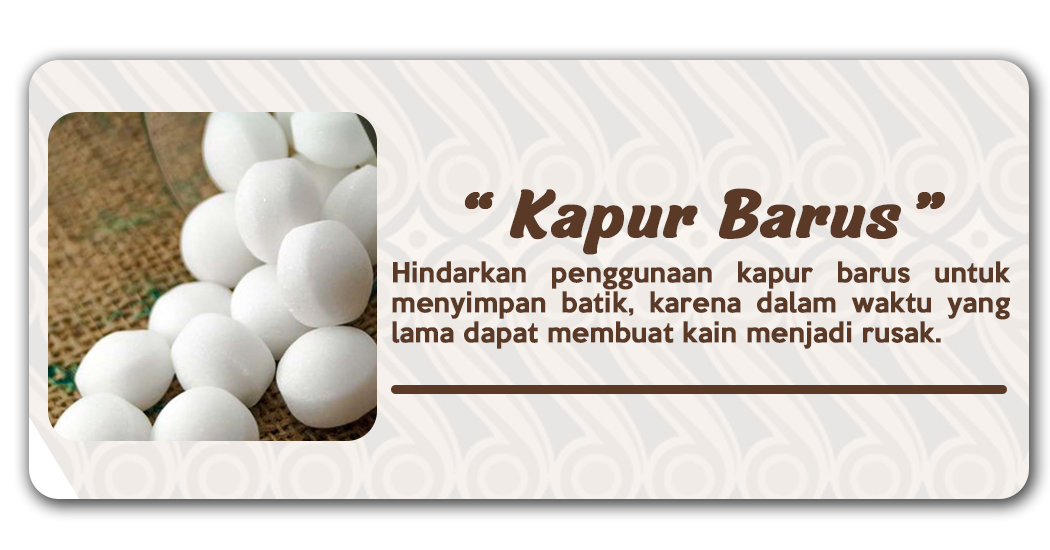 “ Kapur Barus ”
Hindarkan penggunaan kapur barus untuk
menyimpan batik, karena dalam waktu yang
lama dapat membuat kain menjadi rusak.